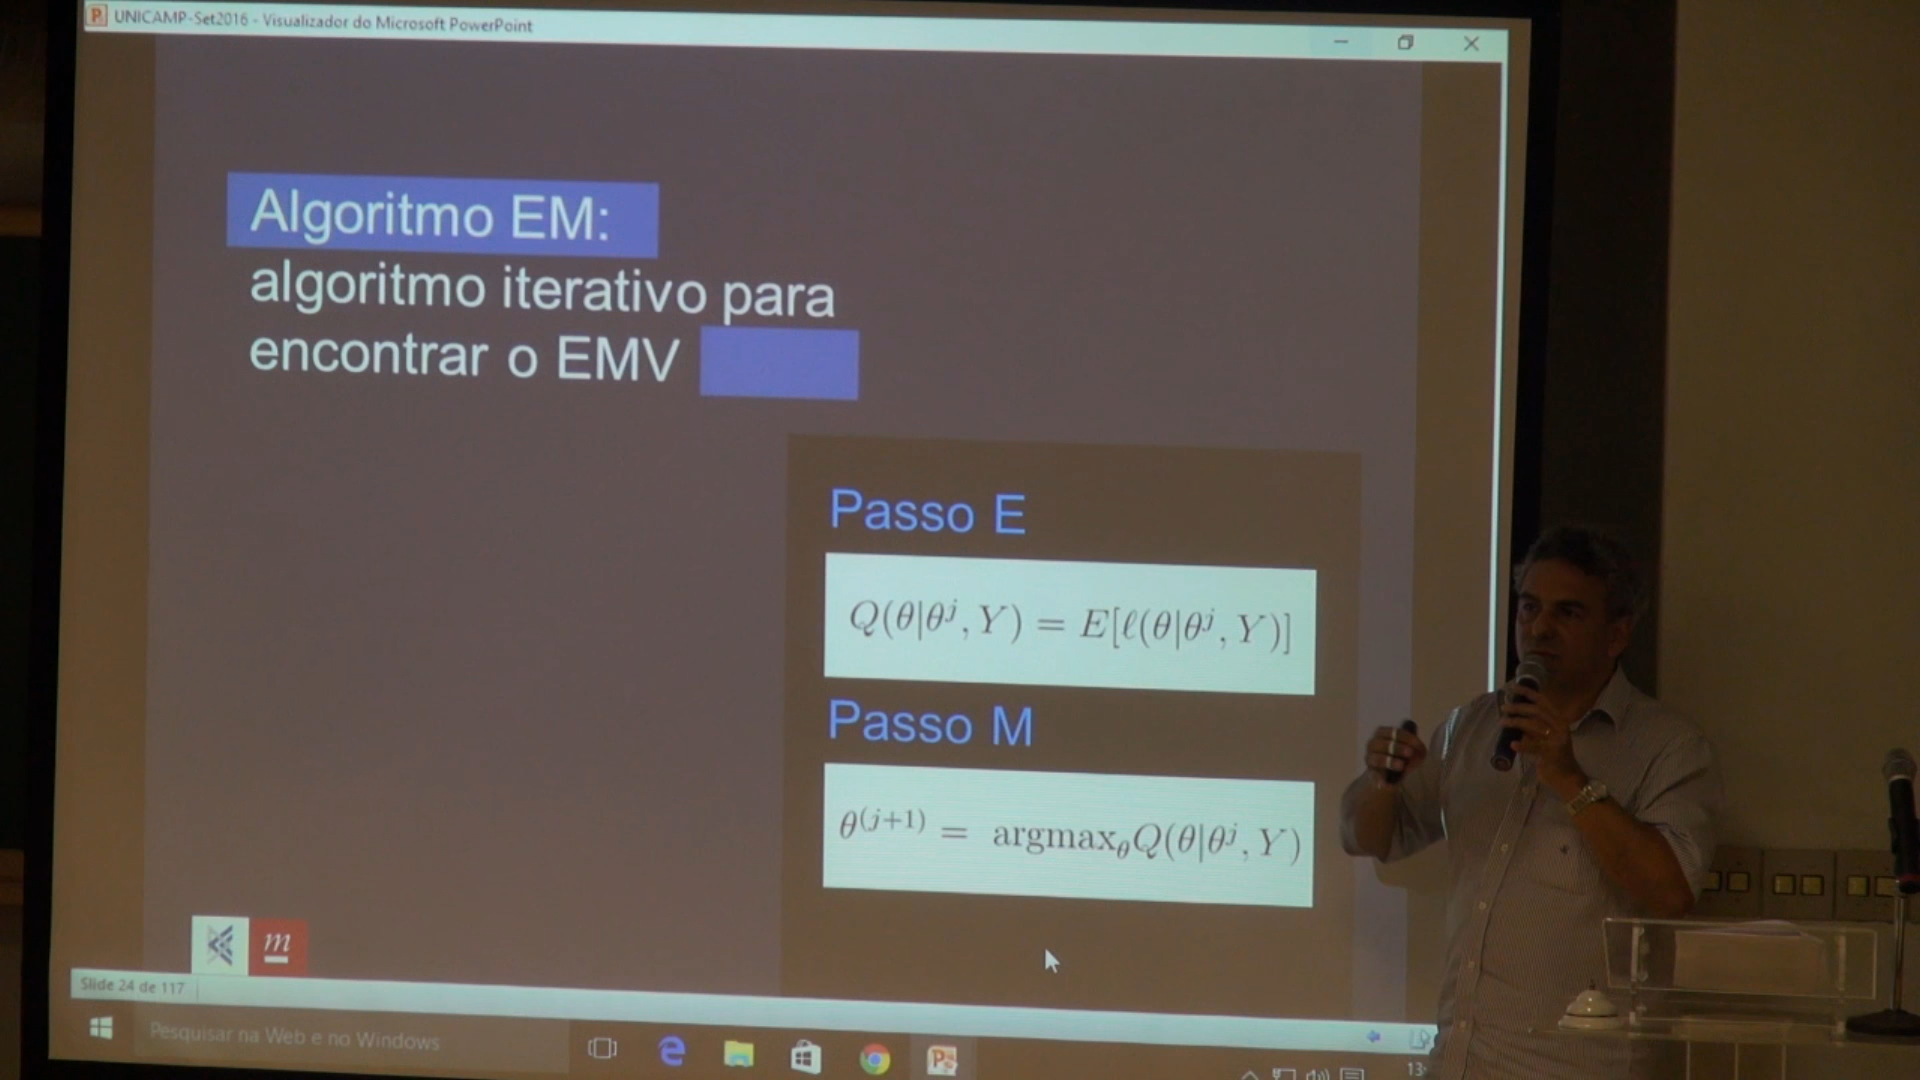 UNICAMP-Set2016 - Visualizador do Microsoft PowerPoint
Algoritmo EM:
algoritmo iterativo para
encontrar o EMV
Passo E
Q(θ|θ^j, Y) = E[ℓ(θ|θ^j, Y)]
Passo M
θ^(j+1) = argmax_θ Q(θ|θ^j, Y)
m
Slide 24 de 117
Pesquisar na Web e no Windows